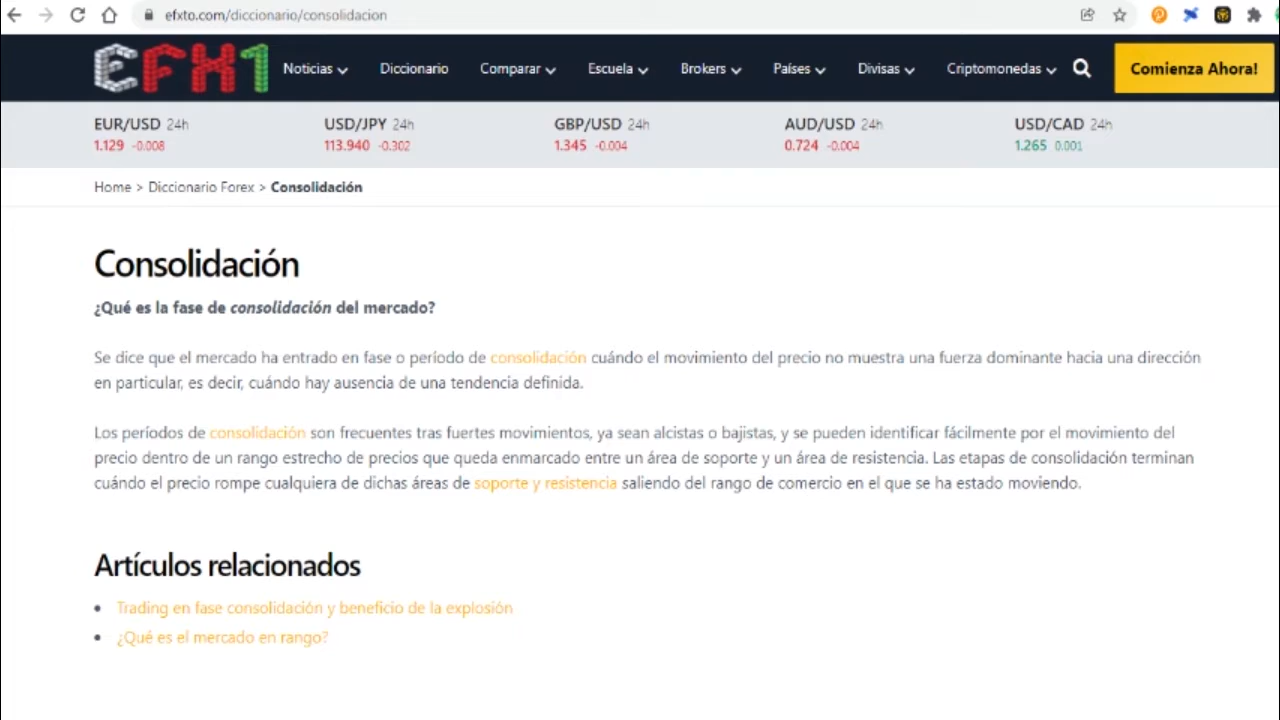 efxto.com/diccionario/consolidacion
EFX1 Noticias Diccionario Comparar Escuela Brokers Países Divisas Criptomonedas Comienza Ahora!
EUR/USD 24h USD/JPY 24h GBP/USD 24h AUD/USD 24h USD/CAD 24h
1.129 -0.008 113.940 -0.302 1.345 -0.004 0.724 -0.004 1.265 0.001
Home > Diccionario Forex > Consolidación
Consolidación
¿Qué es la fase de consolidación del mercado?
Se dice que el mercado ha entrado en fase o período de consolidación cuándo el movimiento del precio no muestra una fuerza dominante hacia una dirección
en particular, es decir, cuándo hay ausencia de una tendencia definida.
Los períodos de consolidación son frecuentes tras fuertes movimientos, ya sean alcistas o bajistas, y se pueden identificar fácilmente por el movimiento del
precio dentro de un rango estrecho de precios que queda enmarcado entre un área de soporte y un área de resistencia. Las etapas de consolidación terminan
cuándo el precio rompe cualquiera de dichas áreas de soporte y resistencia saliendo del rango de comercio en el que se ha estado moviendo.
Artículos relacionados
• Trading en fase consolidación y beneficio de la explosión
• ¿Qué es el mercado en rango?